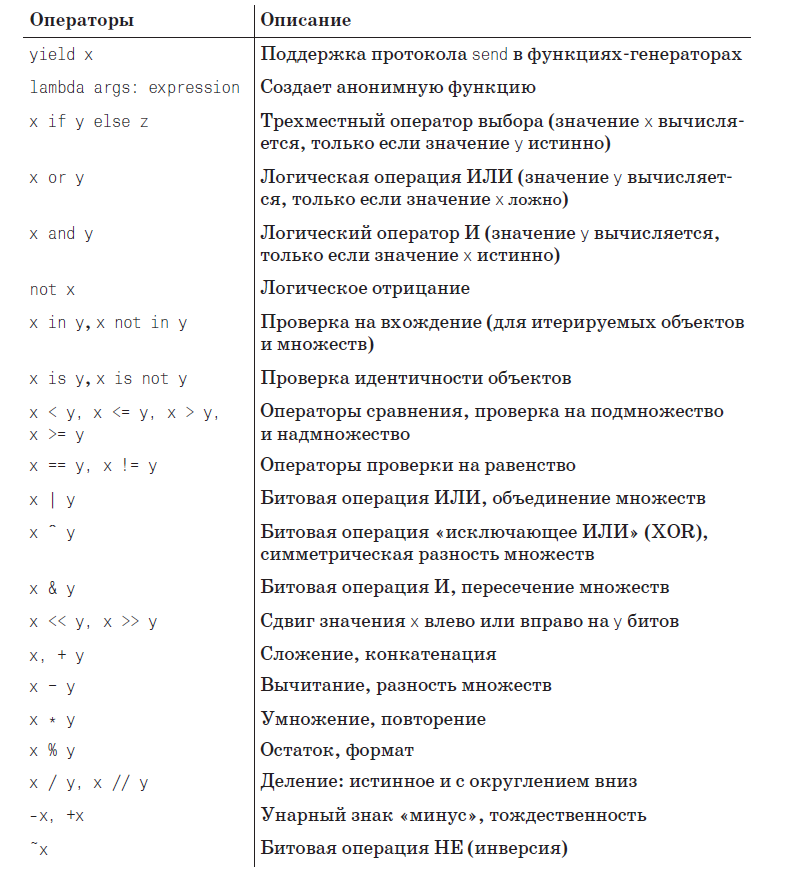 Операторы Описание
yield x Поддержка протокола send в функциях-генераторах
lambda args: expression Создает анонимную функцию
x if y else z Трехместный оператор выбора (значение x вычисля-
ется, только если значение y истинно)
x or y Логическая операция ИЛИ (значение y вычисляет-
ся, только если значение x ложно)
x and y Логический оператор И (значение y вычисляется,
только если значение x истинно)
not x Логическое отрицание
x in y, x not in y Проверка на вхождение (для итерируемых объектов
и множеств)
x is y, x is not y Проверка идентичности объектов
x < y, x <= y, x > y, Операторы сравнения, проверка на подмножество
x >= y и надмножество
x == y, x != y Операторы проверки на равенство
x | y Битовая операция ИЛИ, объединение множеств
x ^ y Битовая операция «исключающее ИЛИ» (XOR),
симметрическая разность множеств
x & y Битовая операция И, пересечение множеств
x << y, x >> y Сдвиг значения x влево или вправо на y битов
x, + y Сложение, конкатенация
x – y Вычитание, разность множеств
x * y Умножение, повторение
x % y Остаток, формат
x / y, x // y Деление: истинное и с округлением вниз
–x, +x Унарный знак «минус», тождественность
~x Битовая операция НЕ (инверсия)